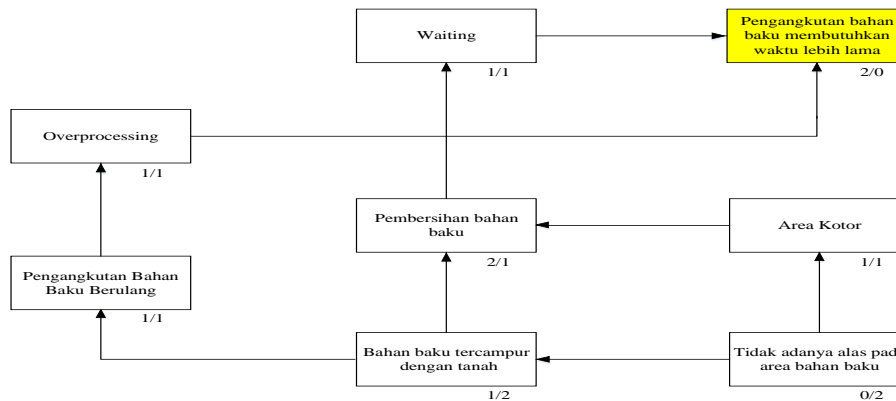 Waiting
1/1
Pengangkutan bahan
baku membutuhkan
waktu lebih lama
2/0
Overprocessing
1/1
Pembersihan bahan
baku
2/1
Area Kotor
1/1
Pengangkutan Bahan
Baku Berulang
1/1
Bahan baku tercampur
dengan tanah
1/2
Tidak adanya alas pad
area bahan baku
0/2